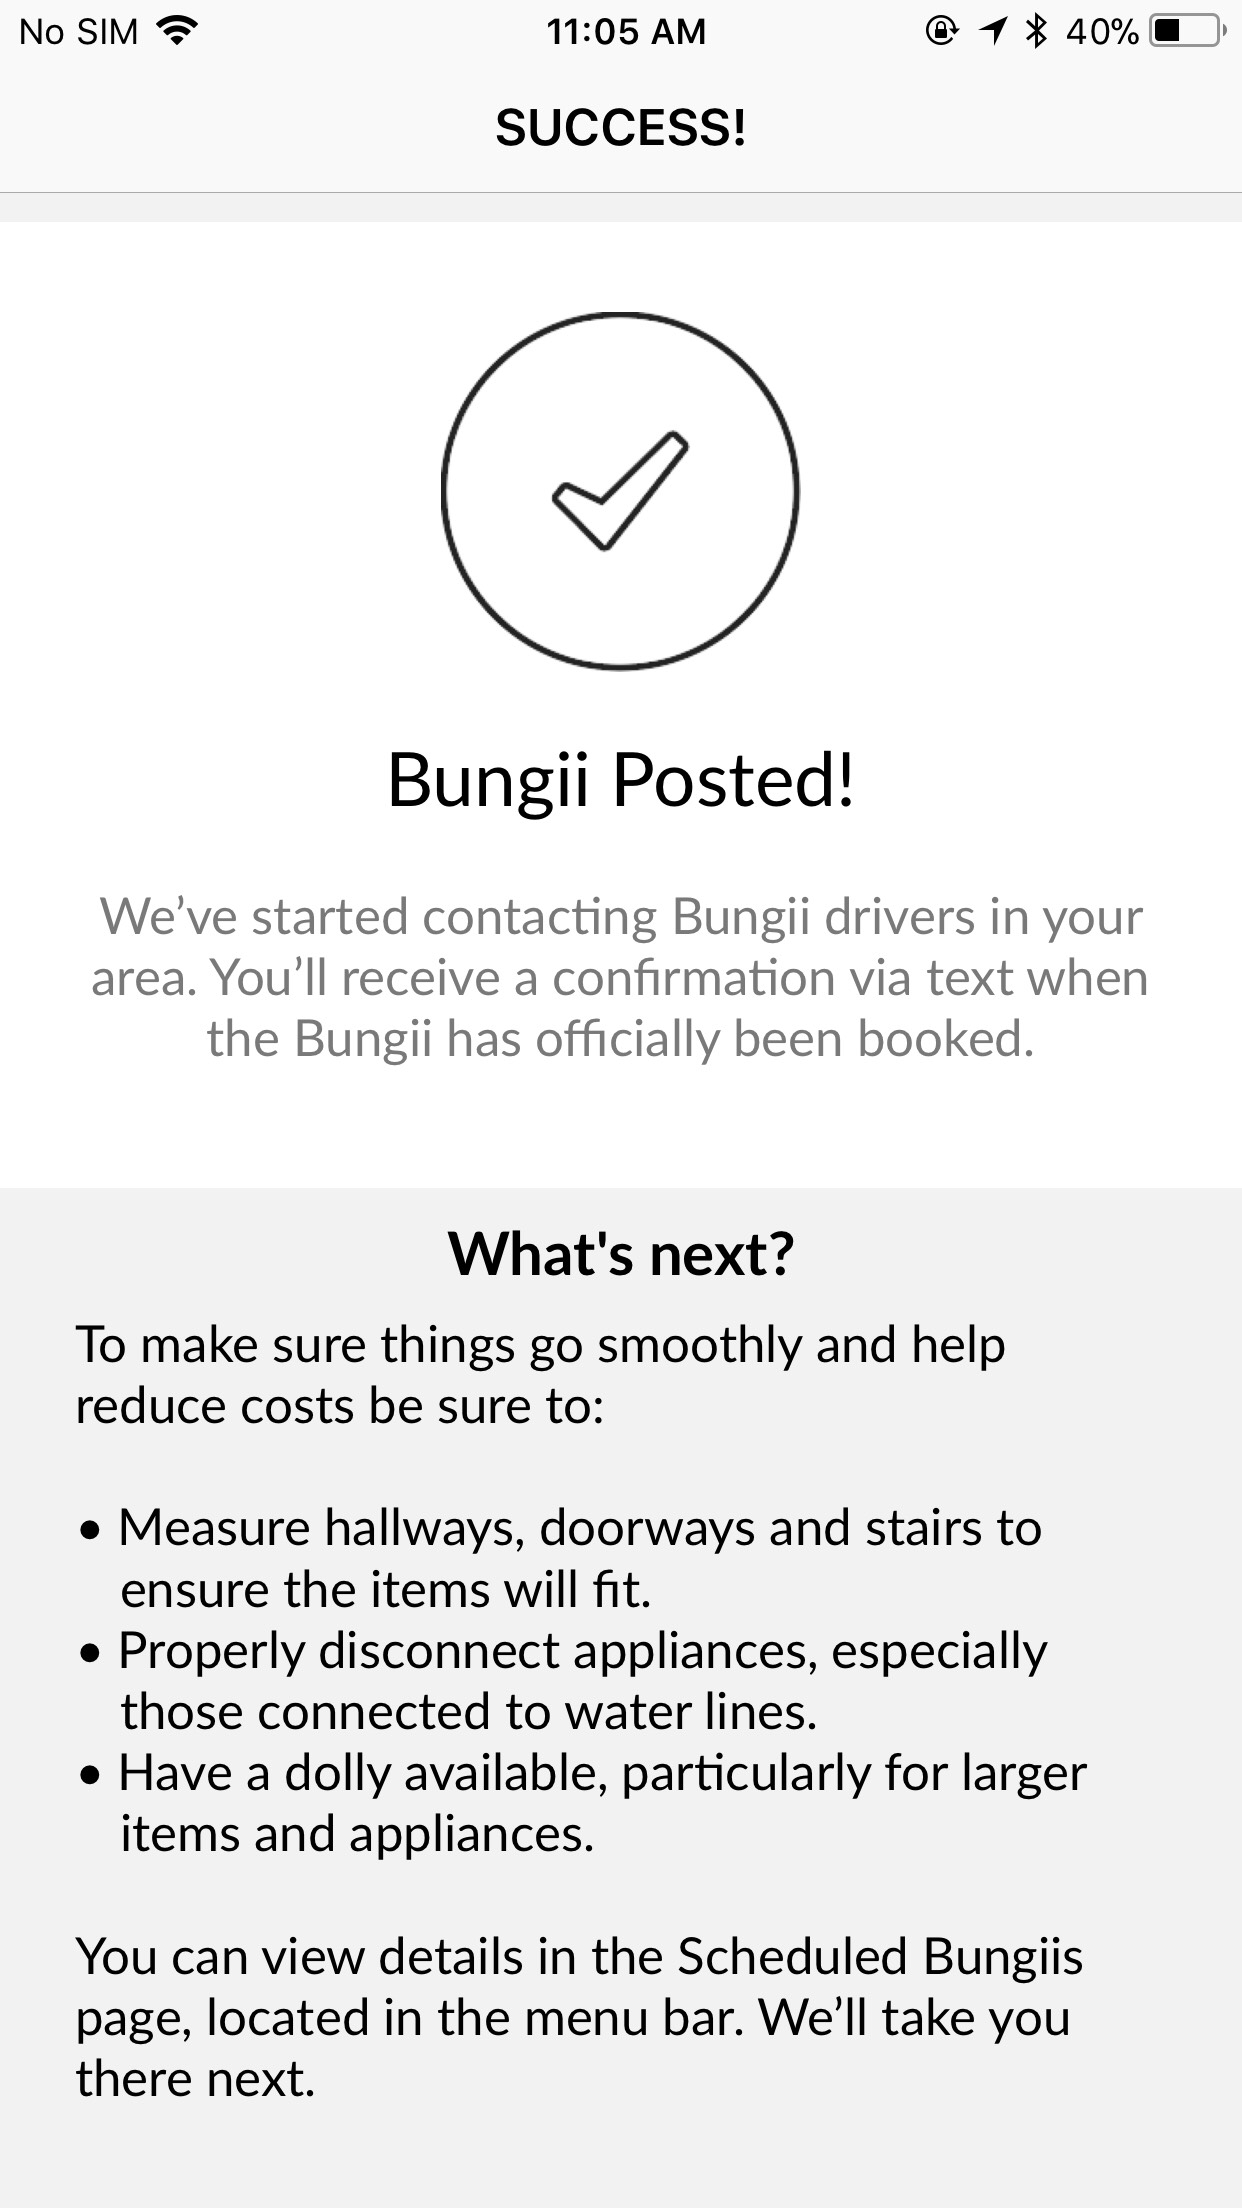 No SIM 11:05 AM 40%
SUCCESS!
Bungii Posted!
We’ve started contacting Bungii drivers in your
area. You’ll receive a confirmation via text when
the Bungii has officially been booked.
What's next?
To make sure things go smoothly and help
reduce costs be sure to:
• Measure hallways, doorways and stairs to
ensure the items will fit.
• Properly disconnect appliances, especially
those connected to water lines.
• Have a dolly available, particularly for larger
items and appliances.
You can view details in the Scheduled Bungiis
page, located in the menu bar. We’ll take you
there next.